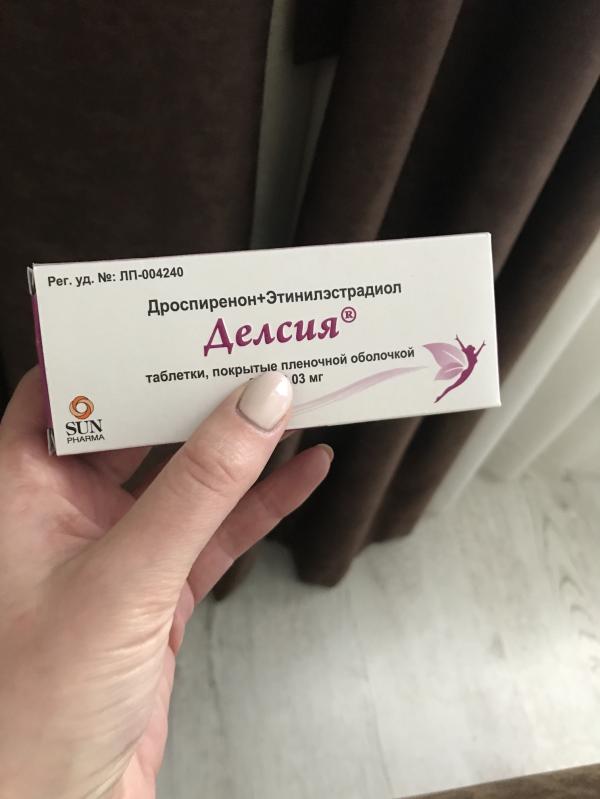 Рег. уд. №: ЛП-004240
Дроспиренон+Этинилэстрадиол
Делсия®
таблетки, покрытые пленочной оболочкой
03 мг
SUN
PHARMA